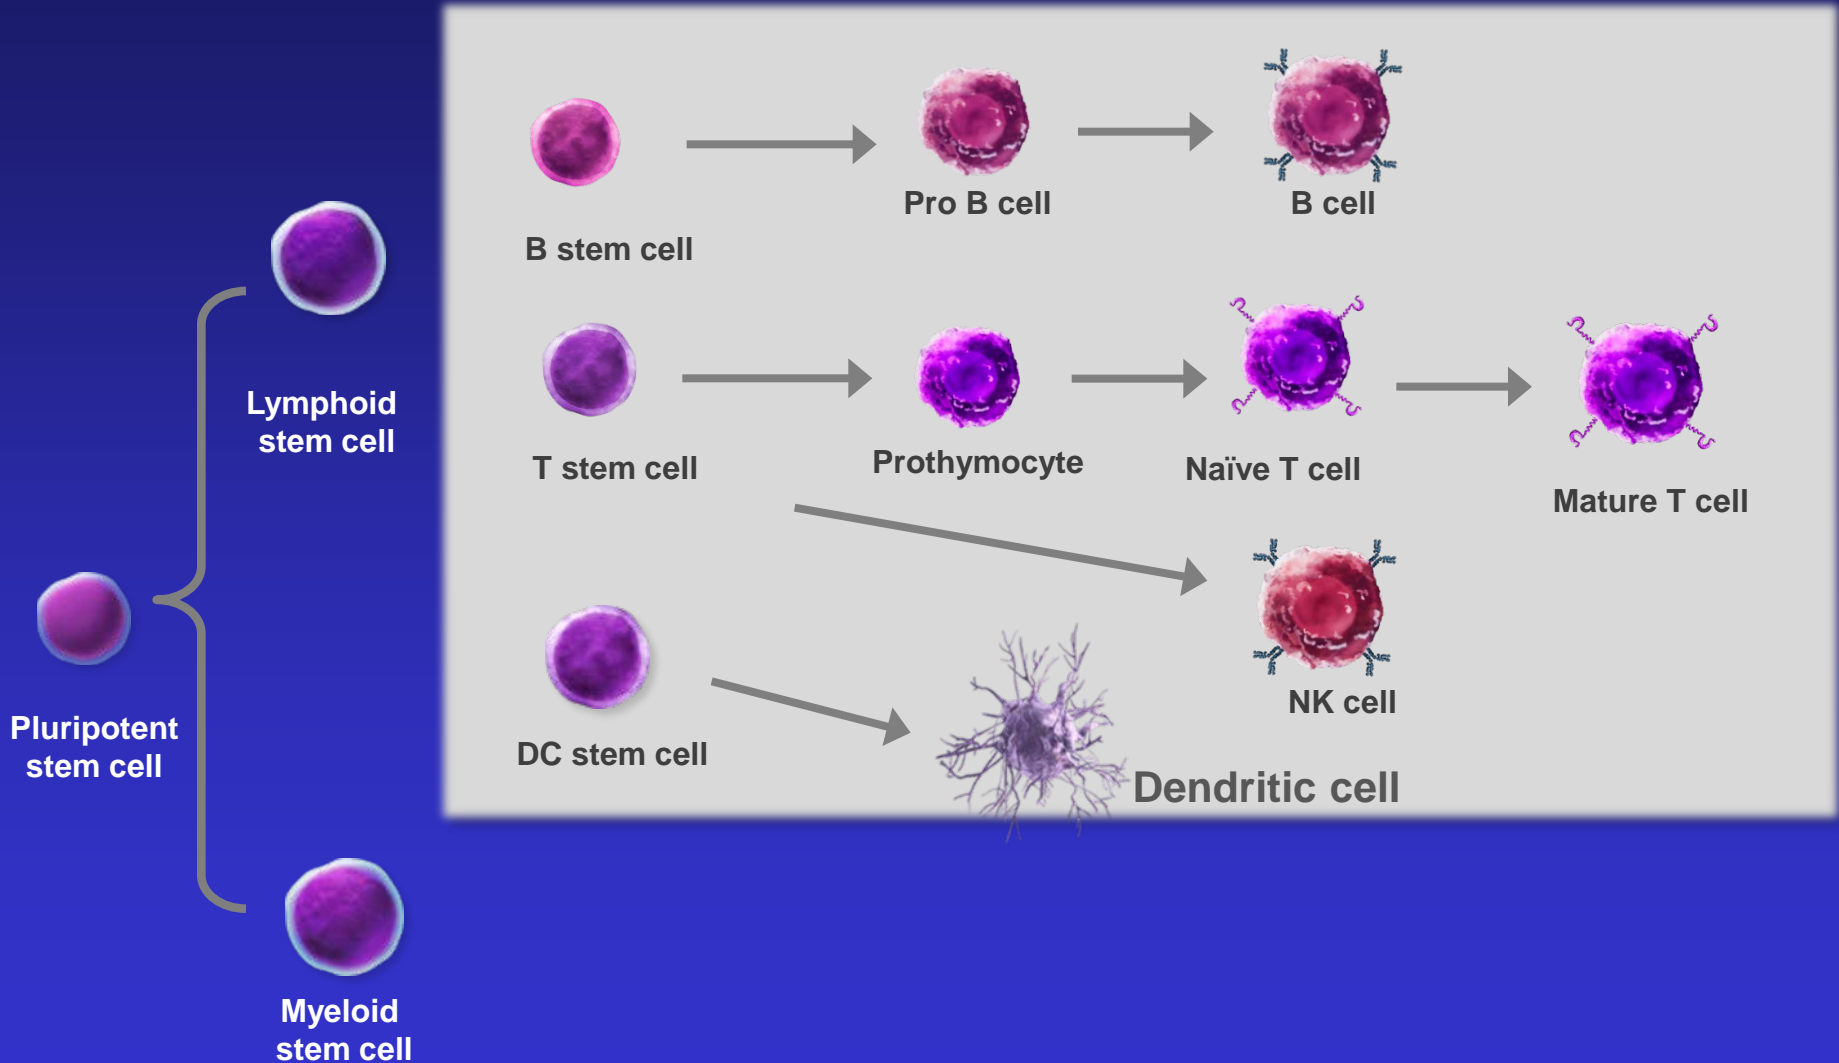 Pro B cell
B cell
B stem cell
Lymphoid
stem cell
T stem cell
Prothymocyte
Naïve T cell
Mature T cell
NK cell
Pluripotent
stem cell
DC stem cell
Dendritic cell
Myeloid
stem cell